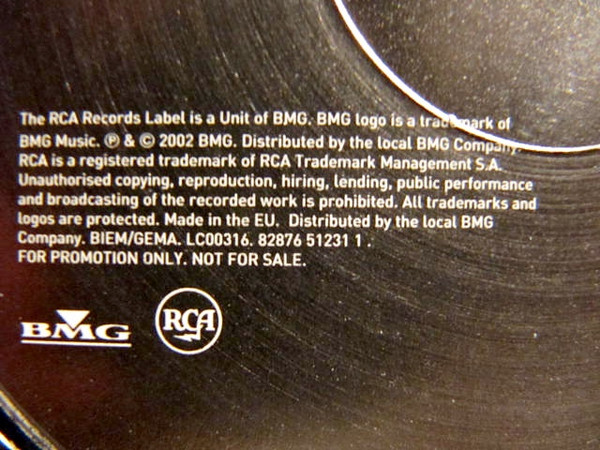 The RCA Records Label is a Unit of BMG. BMG logo is a trademark of
BMG Music. ℗ & © 2002 BMG. Distributed by the local BMG Company.
RCA is a registered trademark of RCA Trademark Management S.A.
Unauthorised copying, reproduction, hiring, lending, public performance
and broadcasting of the recorded work is prohibited. All trademarks and
logos are protected. Made in the EU. Distributed by the local BMG
Company. BIEM/GEMA. LC00316. 82876 51231 1 .
FOR PROMOTION ONLY. NOT FOR SALE.
BMG RCA